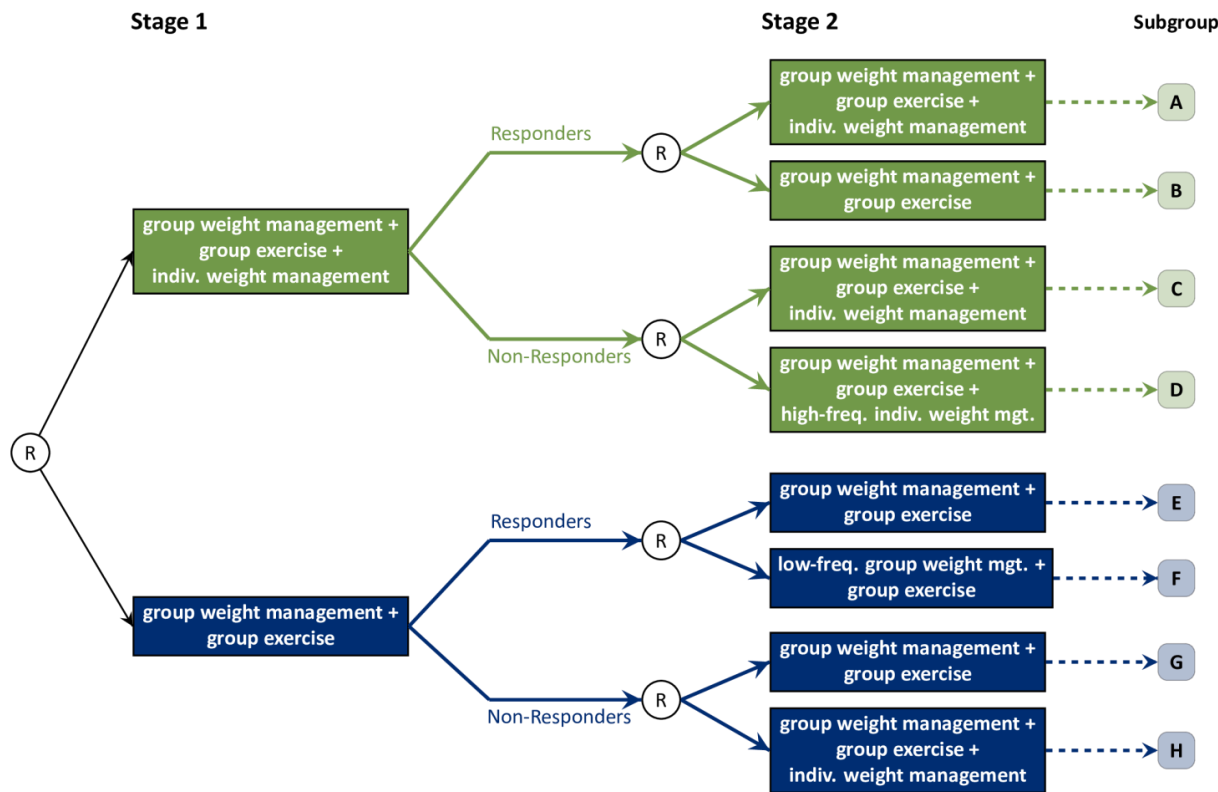 Stage 1
Stage 2
Subgroup
group weight management +
group exercise +
indiv. weight management
A
Responders
R
group weight management +
group exercise
B
group weight management +
group exercise +
indiv. weight management
group weight management +
group exercise +
indiv. weight management
C
Non-Responders
R
group weight management +
group exercise +
high-freq. indiv. weight mgt.
D
R
group weight management +
group exercise
E
Responders
R
low-freq. group weight mgt. +
group exercise
F
group weight management +
group exercise
group weight management +
group exercise
G
Non-Responders
R
group weight management +
group exercise +
indiv. weight management
H